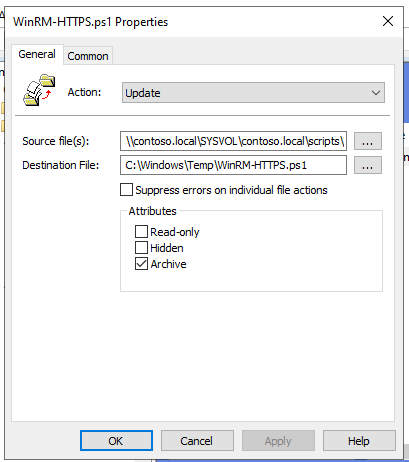 WinRM-HTTPS.ps1 Properties
General
Common
Action:
Update
Source file(s):
\\contoso.local\SYSVOL\contoso.local\scripts\
...
Destination File:
C:\Windows\Temp\WinRM-HTTPS.ps1
...
Suppress errors on individual file actions
Attributes
Read-only
Hidden
Archive
OK
Cancel
Apply
Help